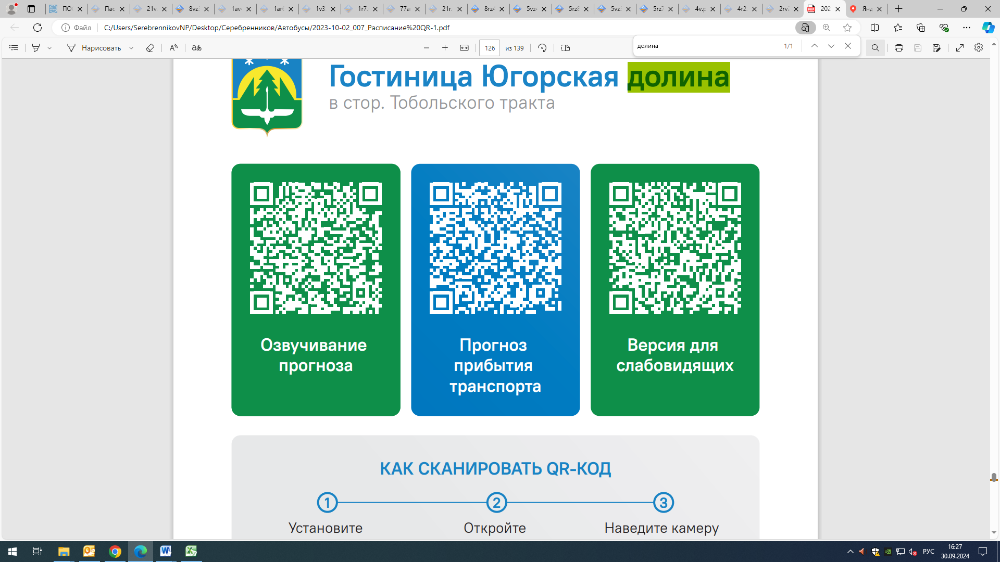 ПО
Пас
21v.
8vz
1av
1ar
1v3.
1r7.
77a
21r.
8rz
5vz
5rz
5vz
5rz
4v.p
4r2.
2rv
202
Янд
Файл
C:/Users/SerebrennikovNP/Desktop/Серебренников/Автобусы/2023-10-02_007_Расписание%20QR-1.pdf
Нарисовать
аあ
126 из 139
долина
1/1
Гостиница Югорская долина
в стор. Тобольского тракта
Озвучивание
прогноза
Прогноз
прибытия
транспорта
Версия для
слабовидящих
КАК СКАНИРОВАТЬ QR-КОД
1
2
3
Установите
Откройте
Наведите камеру
РУС
16:27
30.09.2024